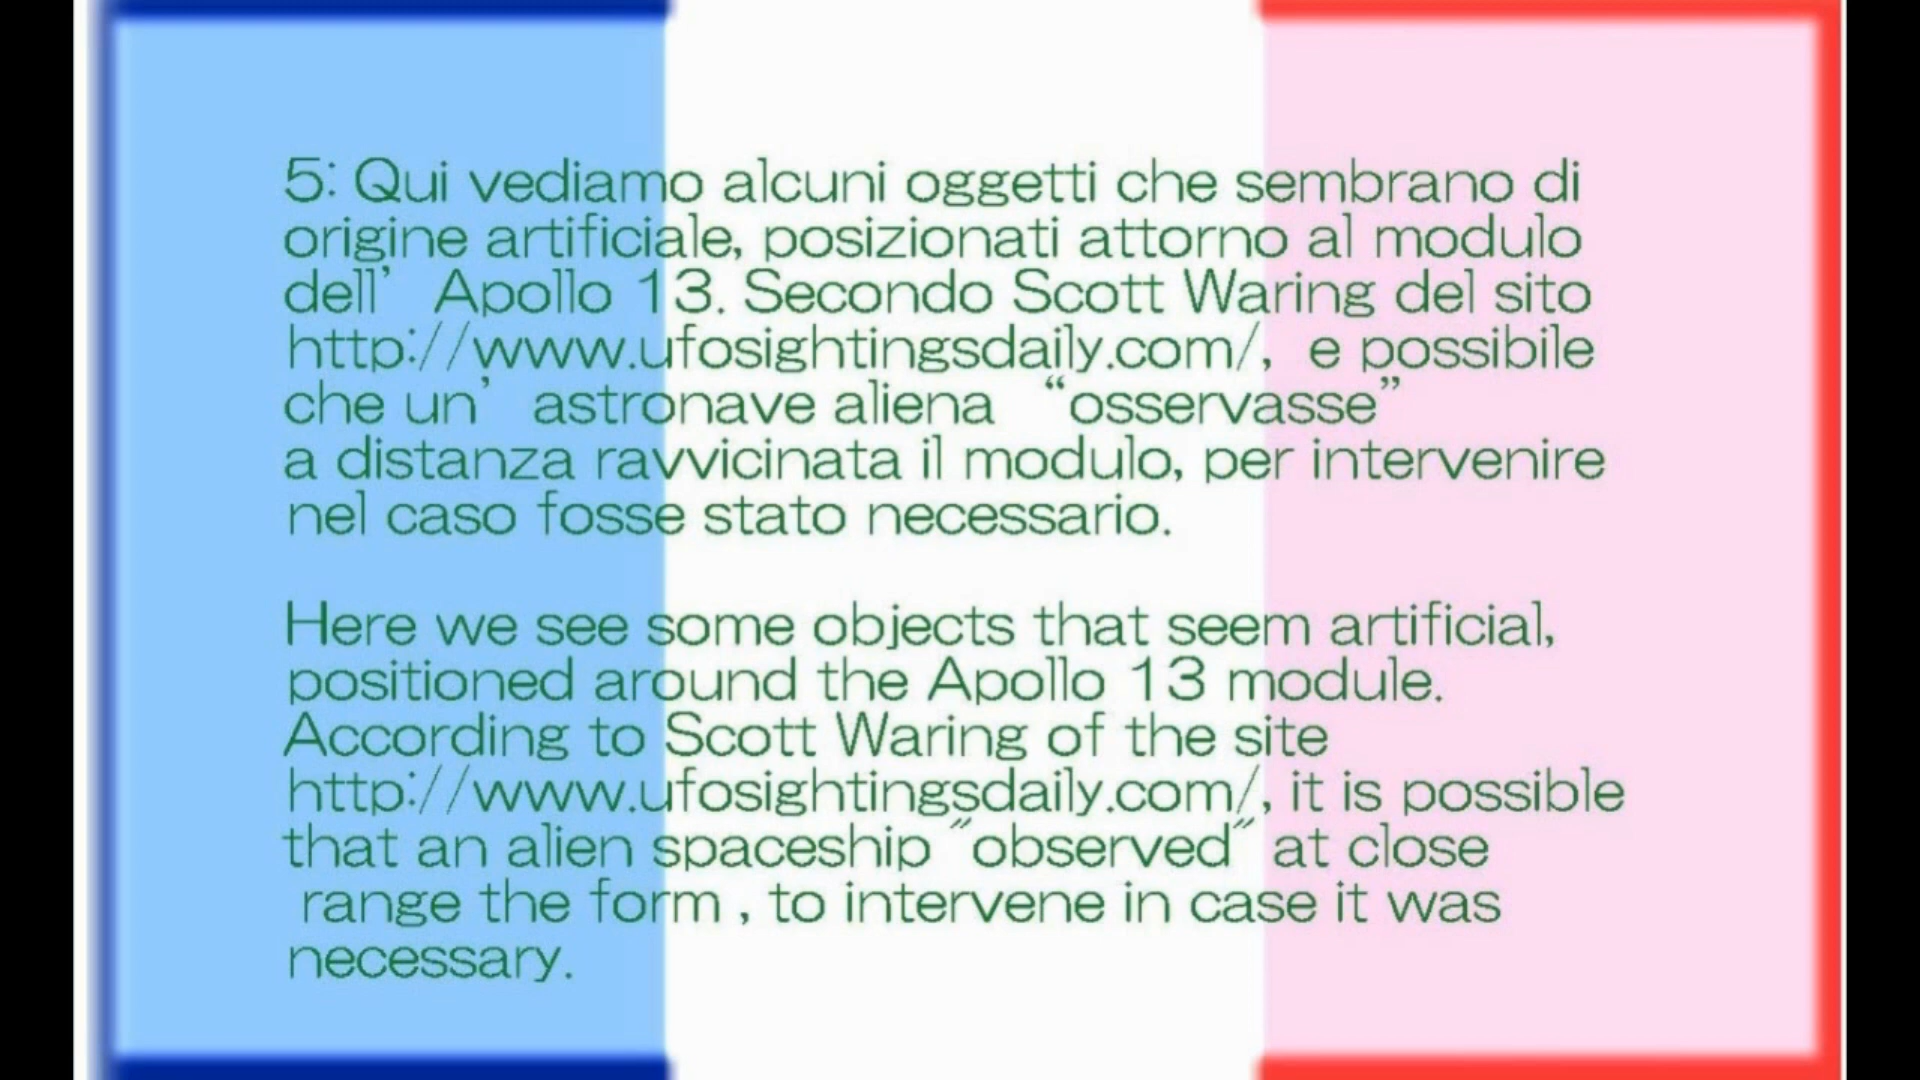 5: Qui vediamo alcuni oggetti che sembrano di
origine artificiale, posizionati attorno al modulo
dell’ Apollo 13. Secondo Scott Waring del sito
http://www.ufosightingsdaily.com/, e possibile
che un’ astronave aliena “osservasse”
a distanza ravvicinata il modulo, per intervenire
nel caso fosse stato necessario.
Here we see some objects that seem artificial,
positioned around the Apollo 13 module.
According to Scott Waring of the site
http://www.ufosightingsdaily.com/, it is possible
that an alien spaceship "observed" at close
range the form , to intervene in case it was
necessary.